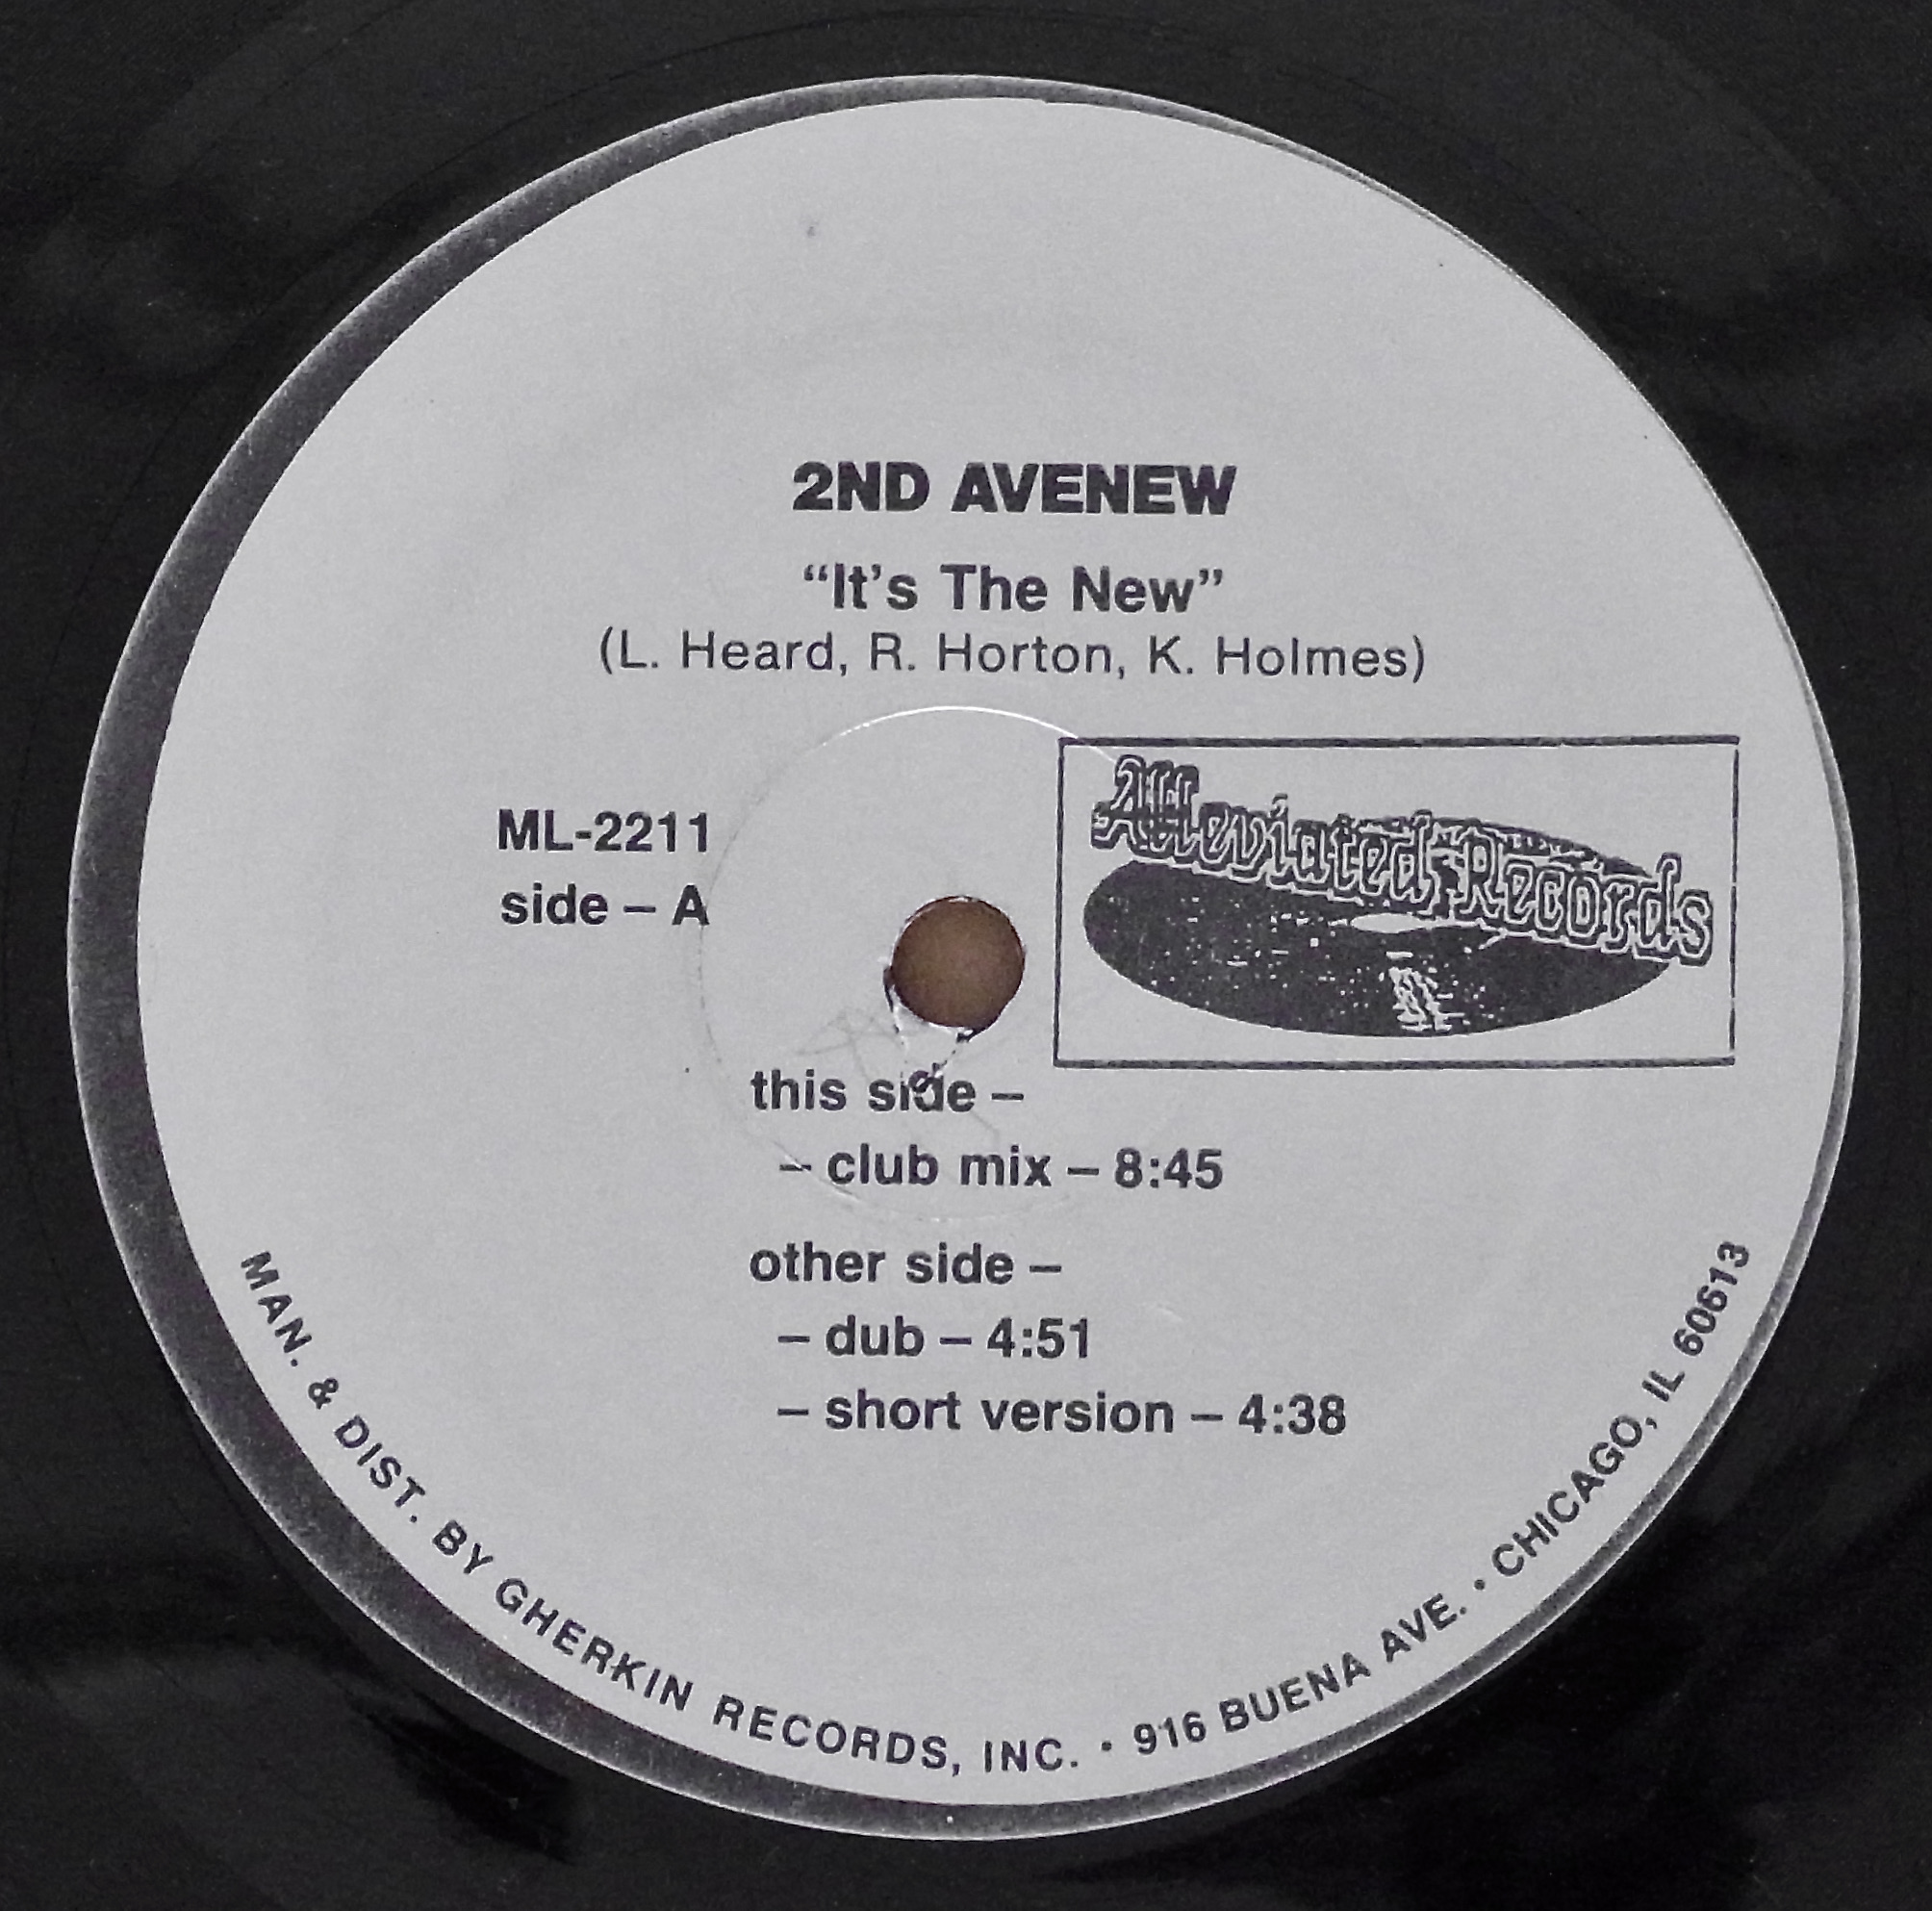 2ND AVENEW
“It’s The New”
(L. Heard, R. Horton, K. Holmes)
Alleviated Records
ML-2211
side – A
this side –
– club mix – 8:45
other side –
– dub – 4:51
– short version – 4:38
MAN. & DIST. BY GHERKIN RECORDS, INC. • 916 BUENA AVE. • CHICAGO, IL 60613